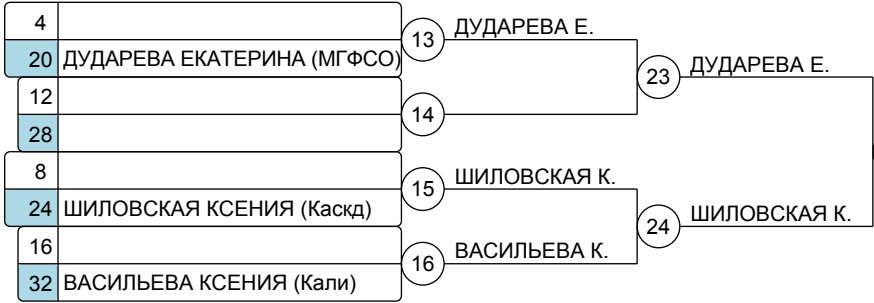 4
20 ДУДАРЕВА ЕКАТЕРИНА (МГФСО)
13 ДУДАРЕВА Е.
12
28
14
23 ДУДАРЕВА Е.
8
24 ШИЛОВСКАЯ КСЕНИЯ (Каскд)
15 ШИЛОВСКАЯ К.
16
32 ВАСИЛЬЕВА КСЕНИЯ (Кали)
16 ВАСИЛЬЕВА К.
24 ШИЛОВСКАЯ К.